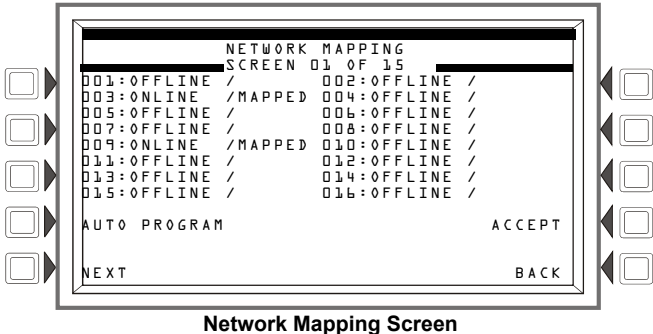 NETWORK MAPPING
SCREEN 01 OF 15
001:OFFLINE / 002:OFFLINE /
003:ONLINE /MAPPED 004:OFFLINE /
005:OFFLINE / 006:OFFLINE /
007:OFFLINE / 008:OFFLINE /
009:ONLINE /MAPPED 010:OFFLINE /
011:OFFLINE / 012:OFFLINE /
013:OFFLINE / 014:OFFLINE /
015:OFFLINE / 016:OFFLINE /
AUTO PROGRAM ACCEPT
NEXT BACK
Network Mapping Screen